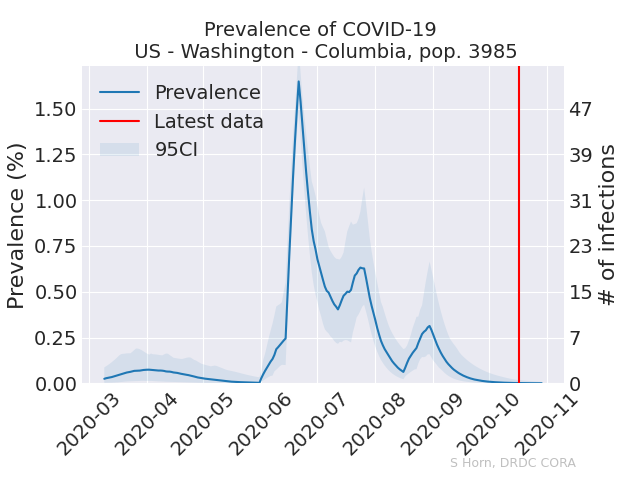 Prevalence of COVID-19
US - Washington - Columbia, pop. 3985
Prevalence
Latest data
95CI
Prevalence (%)
1.50
1.25
1.00
0.75
0.50
0.25
0.00
47
39
31
23
15
7
0
# of infections
2020-03
2020-04
2020-05
2020-06
2020-07
2020-08
2020-09
2020-10
2020-11
S Horn, DRDC CORA